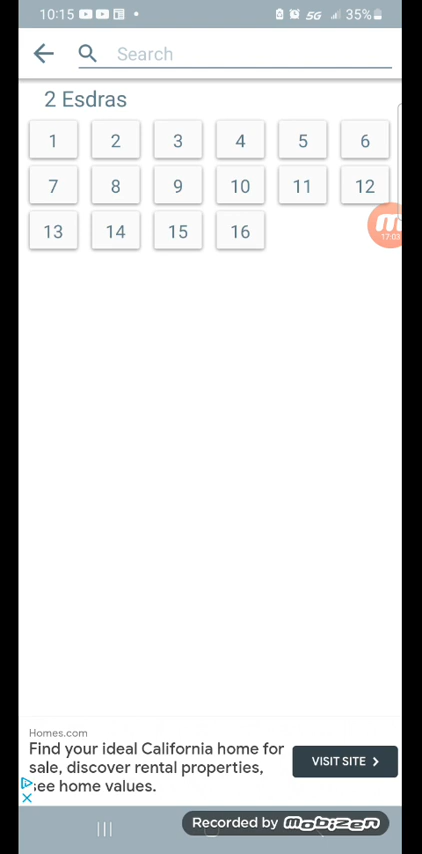 10:15 5G 35%
Search
2 Esdras
1 2 3 4 5 6
7 8 9 10 11 12
13 14 15 16
17:03
Homes.com
Find your ideal California home for
sale, discover rental properties,
see home values.
VISIT SITE
Recorded by mobizen